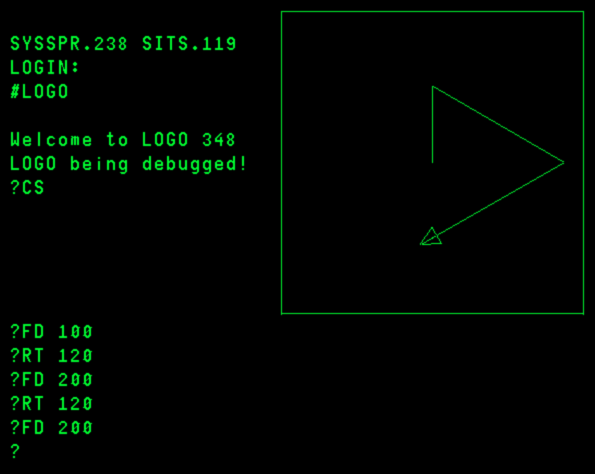 SYSSPR.238 SITS.119
LOGIN:
#LOGO
Welcome to LOGO 348
LOGO being debugged!
?CS
?FD 100
?RT 120
?FD 200
?RT 120
?FD 200
?